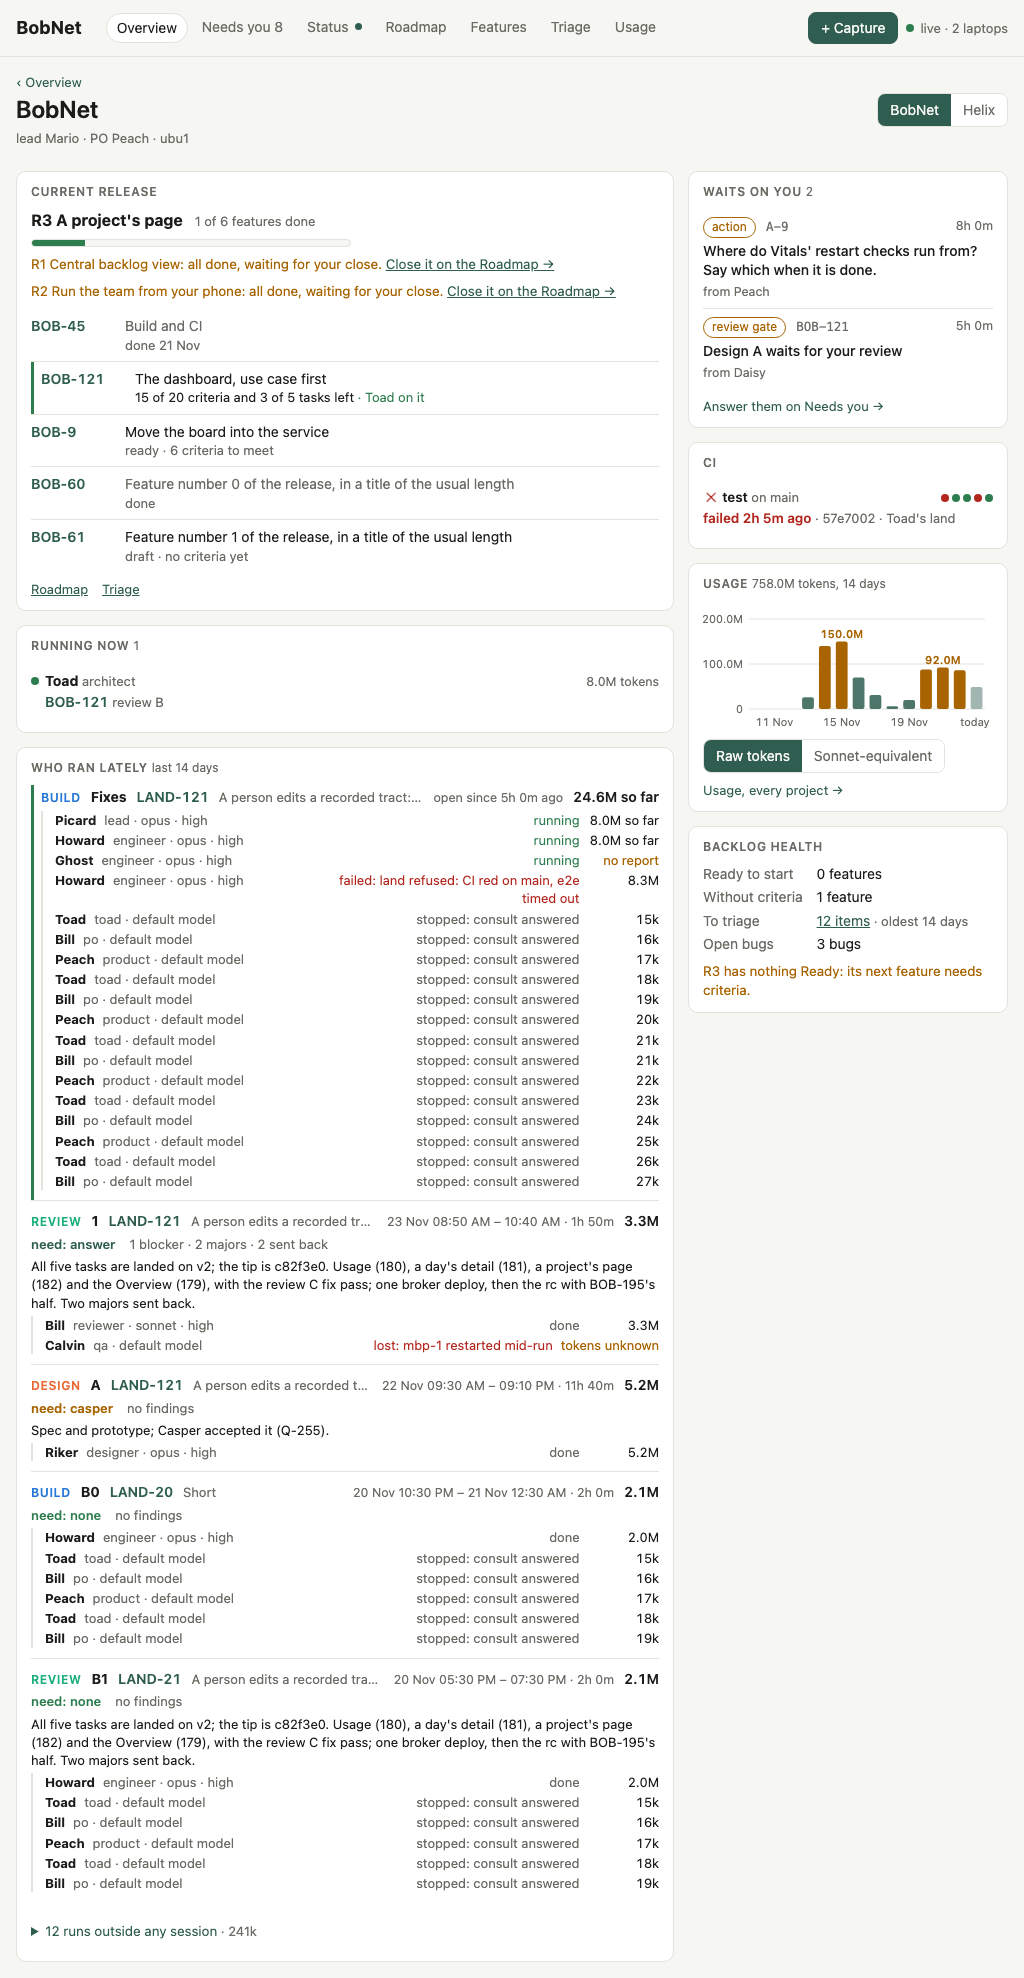 BobNet
Overview
Needs you 8
Status
Roadmap
Features
Triage
Usage
+ Capture
live · 2 laptops
‹ Overview
BobNet
lead Mario · PO Peach · ubu1
BobNet
Helix
CURRENT RELEASE
R3 A project's page 1 of 6 features done
R1 Central backlog view: all done, waiting for your close. Close it on the Roadmap →
R2 Run the team from your phone: all done, waiting for your close. Close it on the Roadmap →
BOB-45 Build and CI
done 21 Nov
BOB-121 The dashboard, use case first
15 of 20 criteria and 3 of 5 tasks left · Toad on it
BOB-9 Move the board into the service
ready · 6 criteria to meet
BOB-60 Feature number 0 of the release, in a title of the usual length
done
BOB-61 Feature number 1 of the release, in a title of the usual length
draft · no criteria yet
Roadmap Triage
RUNNING NOW 1
Toad architect 8.0M tokens
BOB-121 review B
WHO RAN LATELY last 14 days
BUILD Fixes LAND-121 A person edits a recorded tract:... open since 5h 0m ago 24.6M so far
Picard lead · opus · high running 8.0M so far
Howard engineer · opus · high running 8.0M so far
Ghost engineer · opus · high running no report
Howard engineer · opus · high failed: land refused: CI red on main, e2e 8.3M
timed out
Toad toad · default model stopped: consult answered 15k
Bill po · default model stopped: consult answered 16k
Peach product · default model stopped: consult answered 17k
Toad toad · default model stopped: consult answered 18k
Bill po · default model stopped: consult answered 19k
Peach product · default model stopped: consult answered 20k
Toad toad · default model stopped: consult answered 21k
Bill po · default model stopped: consult answered 21k
Peach product · default model stopped: consult answered 22k
Toad toad · default model stopped: consult answered 23k
Bill po · default model stopped: consult answered 24k
Peach product · default model stopped: consult answered 25k
Toad toad · default model stopped: consult answered 26k
Bill po · default model stopped: consult answered 27k
REVIEW 1 LAND-121 A person edits a recorded tr... 23 Nov 08:50 AM – 10:40 AM · 1h 50m 3.3M
need: answer 1 blocker · 2 majors · 2 sent back
All five tasks are landed on v2; the tip is c82f3e0. Usage (180), a day's detail (181), a project's page
(182) and the Overview (179), with the review C fix pass; one broker deploy, then the rc with BOB-195's
half. Two majors sent back.
Bill reviewer · sonnet · high done 3.3M
Calvin qa · default model lost: mbp-1 restarted mid-run tokens unknown
DESIGN A LAND-121 A person edits a recorded t... 22 Nov 09:30 AM – 09:10 PM · 11h 40m 5.2M
need: casper no findings
Spec and prototype; Casper accepted it (Q-255).
Riker designer · opus · high done 5.2M
BUILD B0 LAND-20 Short 20 Nov 10:30 PM – 21 Nov 12:30 AM · 2h 0m 2.1M
need: none no findings
Howard engineer · opus · high done 2.0M
Toad toad · default model stopped: consult answered 15k
Bill po · default model stopped: consult answered 16k
Peach product · default model stopped: consult answered 17k
Toad toad · default model stopped: consult answered 18k
Bill po · default model stopped: consult answered 19k
REVIEW B1 LAND-21 A person edits a recorded tra... 20 Nov 05:30 PM – 07:30 PM · 2h 0m 2.1M
need: none no findings
All five tasks are landed on v2; the tip is c82f3e0. Usage (180), a day's detail (181), a project's page
(182) and the Overview (179), with the review C fix pass; one broker deploy, then the rc with BOB-195's
half. Two majors sent back.
Howard engineer · opus · high done 2.0M
Toad toad · default model stopped: consult answered 15k
Bill po · default model stopped: consult answered 16k
Peach product · default model stopped: consult answered 17k
Toad toad · default model stopped: consult answered 18k
Bill po · default model stopped: consult answered 19k
▶ 12 runs outside any session · 241k
WAITS ON YOU 2
action A-9 8h 0m
Where do Vitals' restart checks run from?
Say which when it is done.
from Peach
review gate BOB-121 5h 0m
Design A waits for your review
from Daisy
Answer them on Needs you →
CI
✕ test on main
failed 2h 5m ago · 57e7002 · Toad's land
USAGE 758.0M tokens, 14 days
200.0M
150.0M
92.0M
100.0M
0
11 Nov 15 Nov 19 Nov today
Raw tokens Sonnet-equivalent
Usage, every project →
BACKLOG HEALTH
Ready to start 0 features
Without criteria 1 feature
To triage 12 items · oldest 14 days
Open bugs 3 bugs
R3 has nothing Ready: its next feature needs
criteria.